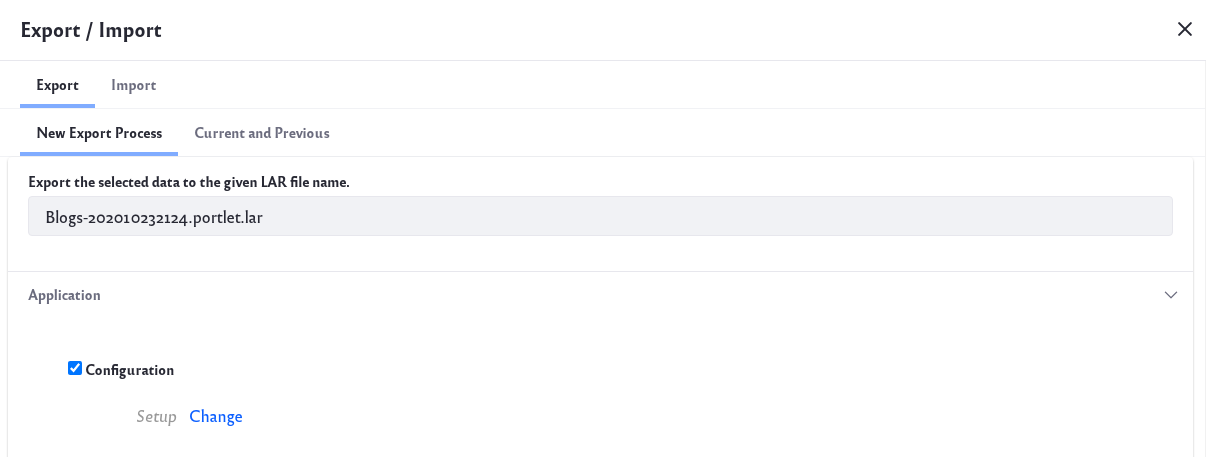 Export / Import
Export Import
New Export Process Current and Previous
Export the selected data to the given LAR file name.
Blogs-202010232124.portlet.lar
Application
Configuration
Setup Change